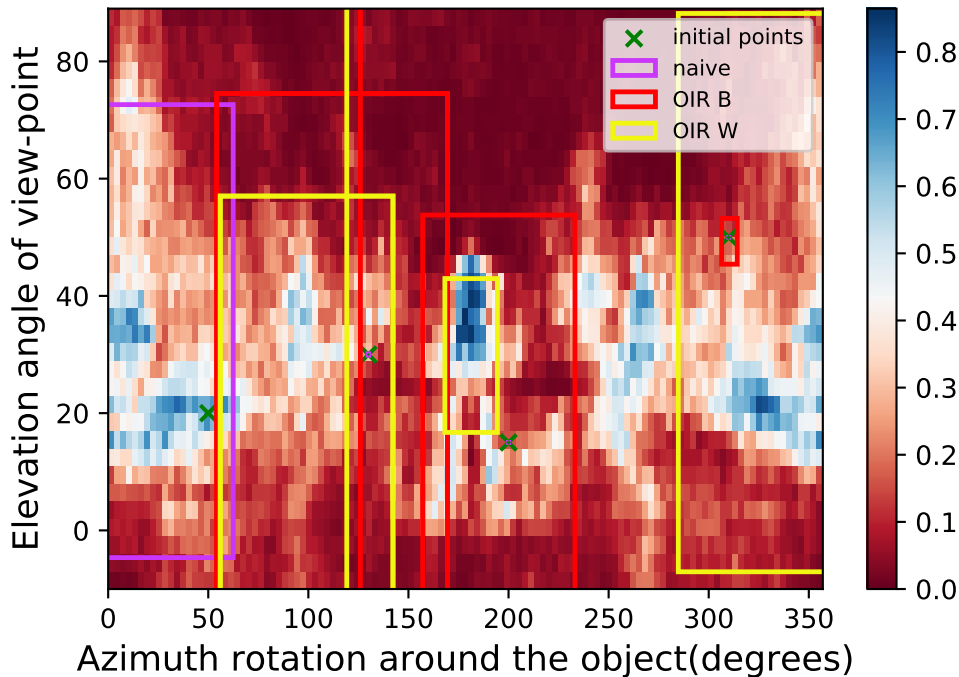 Elevation angle of view-point
80
60
40
20
0
0 50 100 150 200 250 300 350
Azimuth rotation around the object(degrees)
initial points
naive
OIR B
OIR W
0.8
0.7
0.6
0.5
0.4
0.3
0.2
0.1
0.0